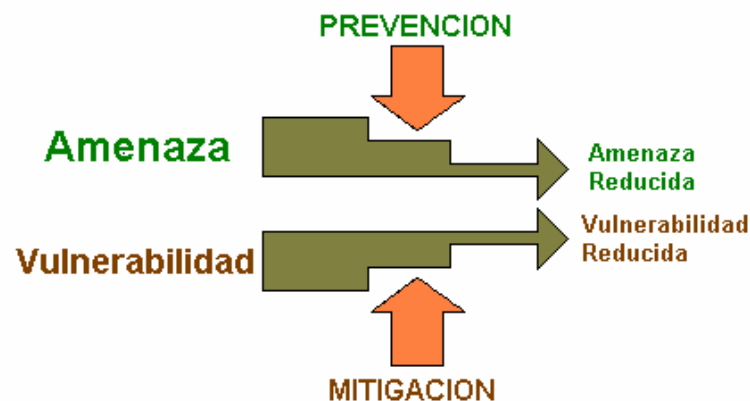 PREVENCION
Amenaza
Amenaza
Reducida
Vulnerabilidad
Vulnerabilidad
Reducida
MITIGACION